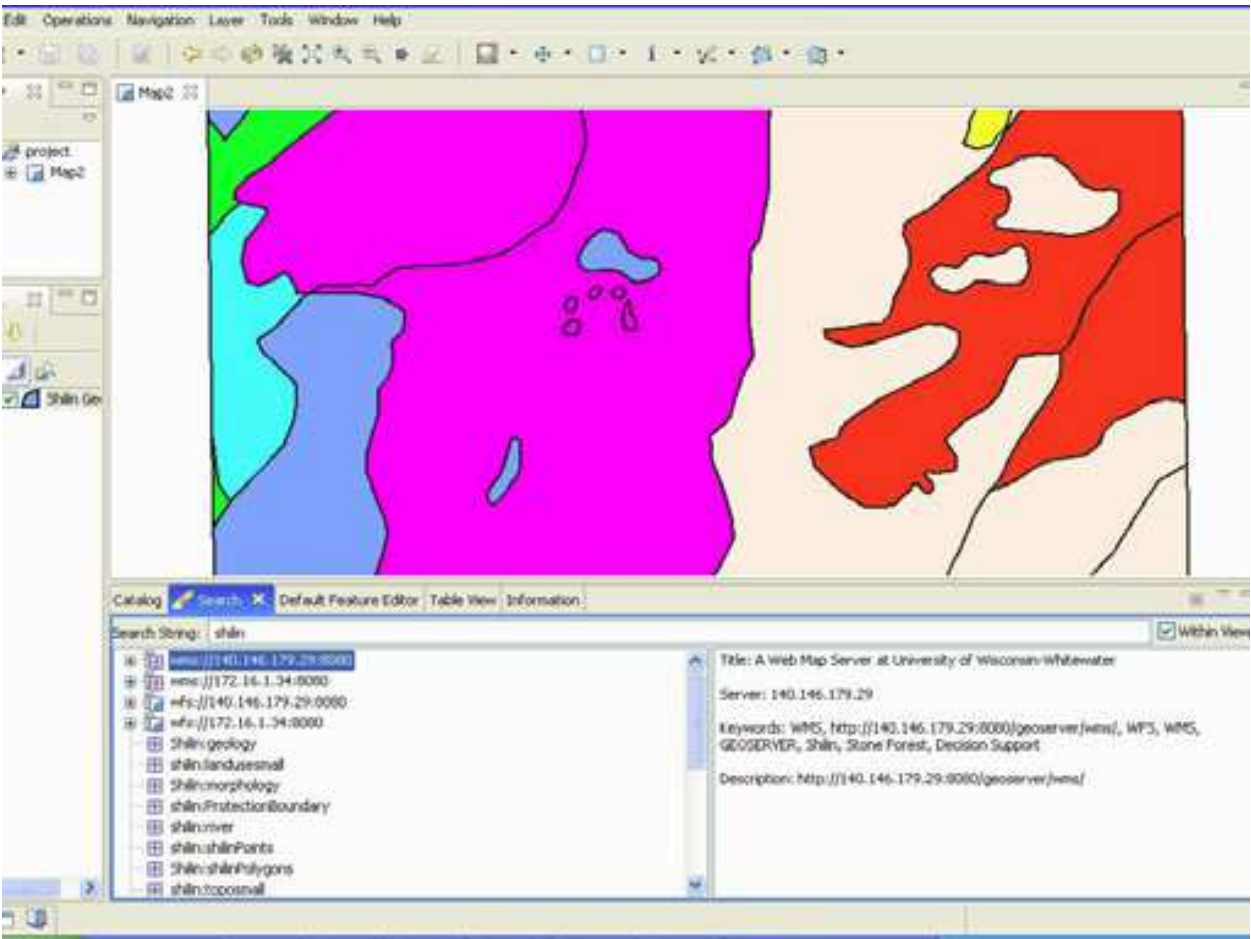 Edit Operations Navigation Layer Tools Window Help
Map2
project
Map2
Shilin Geo
Catalog Search Default Feature Editor Table View Information
Search String: shilin Within View
wms://140.146.179.29:8080
wms://172.16.1.34:8080
wfs://140.146.179.29:8080
wfs://172.16.1.34:8080
Shilin:geology
shilin:landusesmall
Shilin:morphology
shilin:ProtectionBoundary
shilin:river
shilin:shilinPoints
Shilin:shilinPolygons
shilin:toposmall
Title: A Web Map Server at University of Wisconsin-Whitewater
Server: 140.146.179.29
Keywords: WMS, http://140.146.179.29:8080/geoserver/wms/, WFS, WMS,
GEOSERVER, Shilin, Stone Forest, Decision Support
Description: http://140.146.179.29:8080/geoserver/wms/